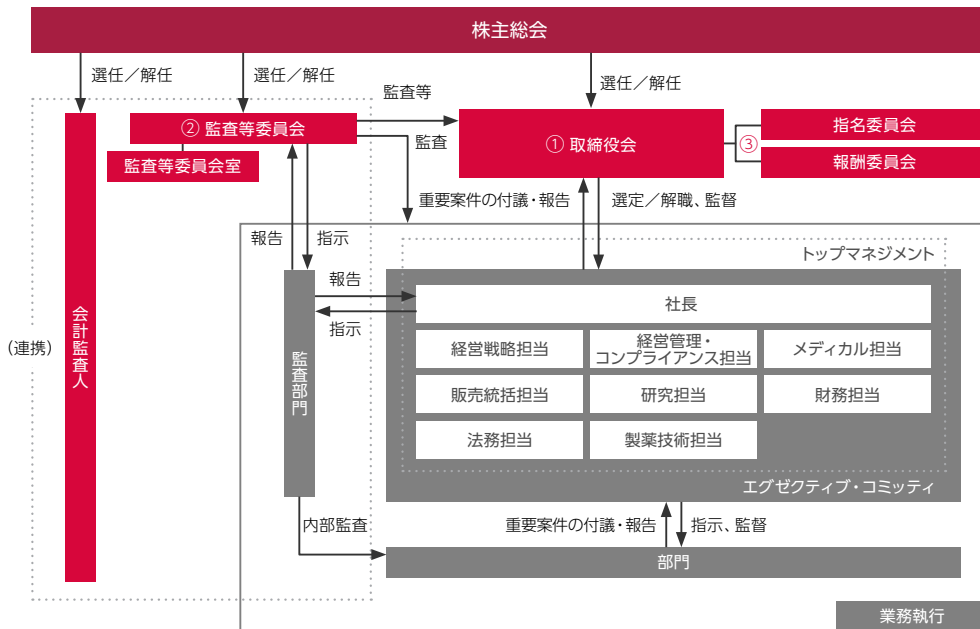 株主総会
選任／解任
選任／解任
選任／解任
監査等
② 監査等委員会
監査
① 取締役会
③
指名委員会
報酬委員会
監査等委員会室
重要案件の付議・報告
選定／解職、監督
報告
指示
トップマネジメント
報告
社長
指示
(連携)
会計監査人
監査部門
経営戦略担当
経営管理・
コンプライアンス担当
メディカル担当
販売統括担当
研究担当
財務担当
法務担当
製薬技術担当
エグゼクティブ・コミッティ
内部監査
重要案件の付議・報告
指示、監督
部門
業務執行